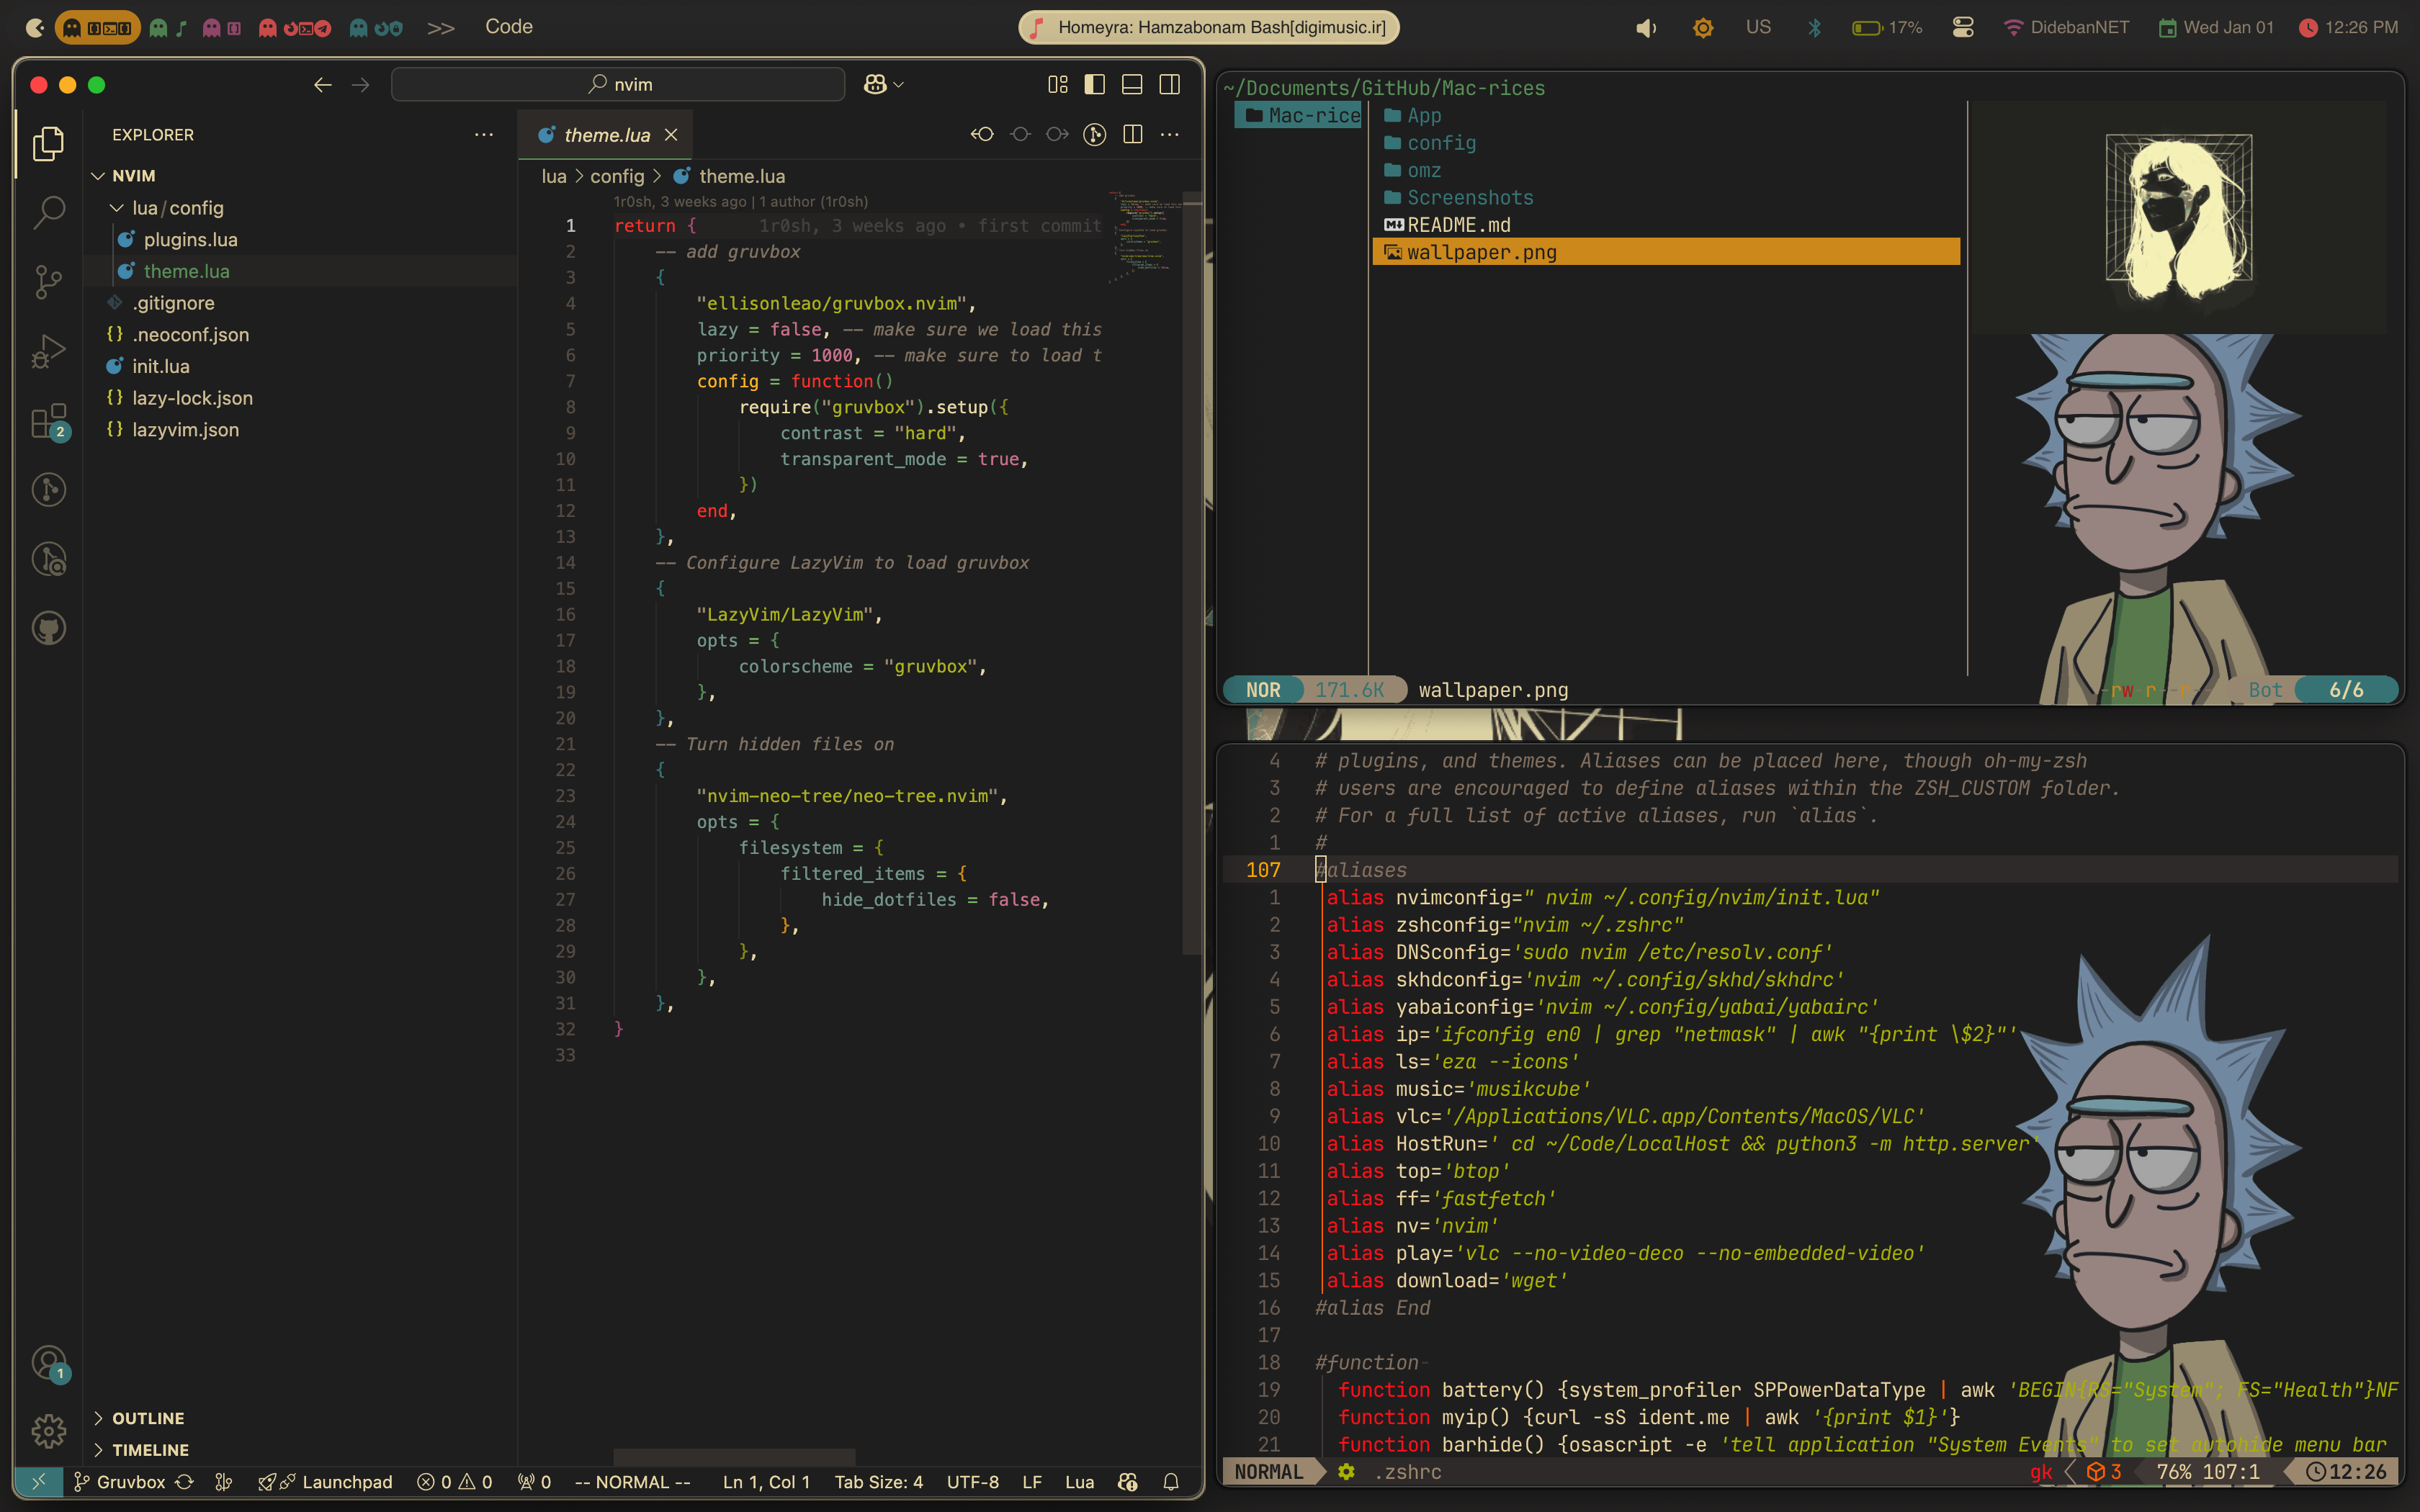 >> Code
Homeyra: Hamzabonam Bash[digimusic.ir]
US 17% DidebanNET Wed Jan 01 12:26 PM
nvim
EXPLORER
NVIM
lua/config
plugins.lua
theme.lua
.gitignore
.neoconf.json
init.lua
lazy-lock.json
lazyvim.json
2
1
OUTLINE
TIMELINE
theme.lua
lua > config > theme.lua
1r0sh, 3 weeks ago | 1 author (1r0sh)
1 return { 1r0sh, 3 weeks ago • first commit
2 -- add gruvbox
3 {
4 "ellisonleao/gruvbox.nvim",
5 lazy = false, -- make sure we load this
6 priority = 1000, -- make sure to load t
7 config = function()
8 require("gruvbox").setup({
9 contrast = "hard",
10 transparent_mode = true,
11 })
12 end,
13 },
14 -- Configure LazyVim to load gruvbox
15 {
16 "LazyVim/LazyVim",
17 opts = {
18 colorscheme = "gruvbox",
19 },
20 },
21 -- Turn hidden files on
22 {
23 "nvim-neo-tree/neo-tree.nvim",
24 opts = {
25 filesystem = {
26 filtered_items = {
27 hide_dotfiles = false,
28 },
29 },
30 },
31 },
32 }
33
Gruvbox Launchpad 0 0 0 -- NORMAL -- Ln 1, Col 1 Tab Size: 4 UTF-8 LF Lua
~/Documents/GitHub/Mac-rices
Mac-rice
App
config
omz
Screenshots
README.md
wallpaper.png
NOR 171.6K wallpaper.png -rw-r--r-- Bot 6/6
4 # plugins, and themes. Aliases can be placed here, though oh-my-zsh
3 # users are encouraged to define aliases within the ZSH_CUSTOM folder.
2 # For a full list of active aliases, run `alias`.
1 #
107 #aliases
1 alias nvimconfig=" nvim ~/.config/nvim/init.lua"
2 alias zshconfig="nvim ~/.zshrc"
3 alias DNSconfig='sudo nvim /etc/resolv.conf'
4 alias skhdconfig='nvim ~/.config/skhd/skhdrc'
5 alias yabaiconfig='nvim ~/.config/yabai/yabairc'
6 alias ip='ifconfig en0 | grep "netmask" | awk "{print \$2}"'
7 alias ls='eza --icons'
8 alias music='musikcube'
9 alias vlc='/Applications/VLC.app/Contents/MacOS/VLC'
10 alias HostRun=' cd ~/Code/LocalHost && python3 -m http.server'
11 alias top='btop'
12 alias ff='fastfetch'
13 alias nv='nvim'
14 alias play='vlc --no-video-deco --no-embedded-video'
15 alias download='wget'
16 #alias End
17
18 #function-
19 function battery() {system_profiler SPPowerDataType | awk 'BEGIN{RS="System"; FS="Health"}NF
20 function myip() {curl -sS ident.me | awk '{print $1}'}
21 function barhide() {osascript -e 'tell application "System Events" to set autohide menu bar
NORMAL .zshrc gk 3 76% 107:1 12:26